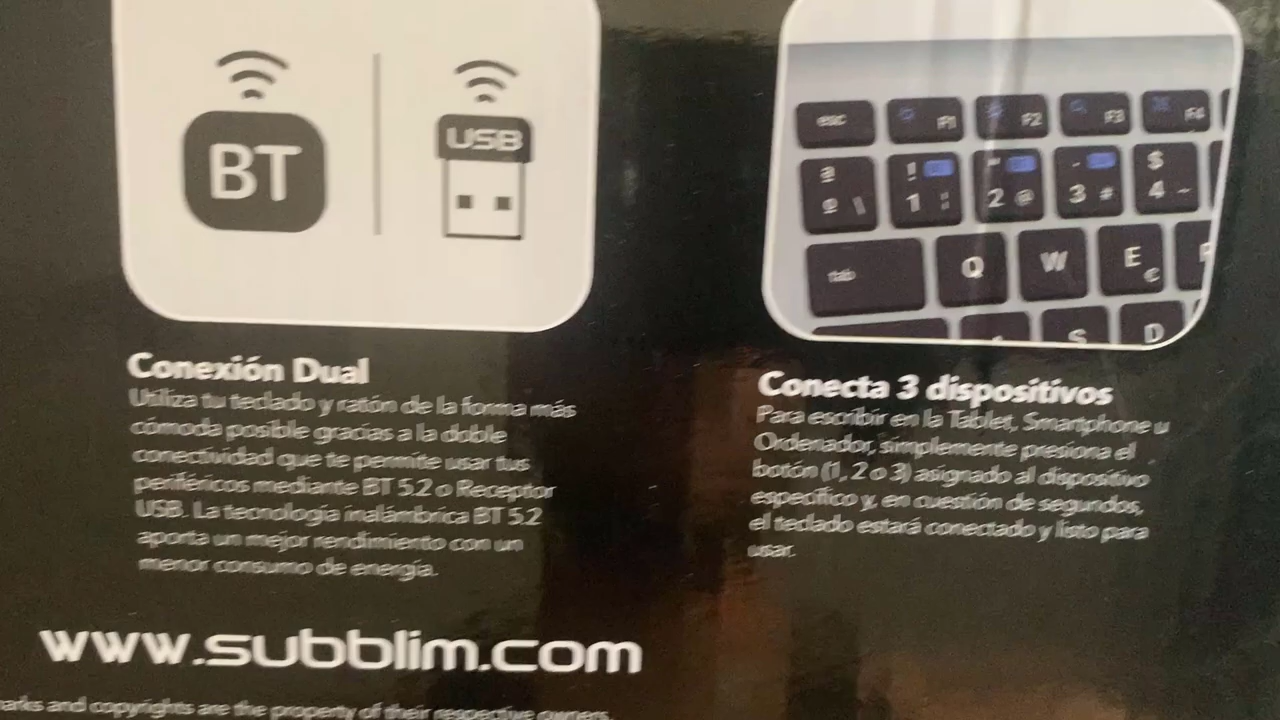 BT
USB
esc F1 F2 F3 F4
ª ! " · $
º \ 1 2 @ 3 # 4 ~
tab Q W E €
S D
Conexión Dual
Utiliza tu teclado y ratón de la forma más
cómoda posible gracias a la doble
conectividad que te permite usar tus
periféricos mediante BT 5.2 o Receptor
USB. La tecnología inalámbrica BT 5.2
aporta un mejor rendimiento con un
menor consumo de energía.
Conecta 3 dispositivos
Para escribir en la Tablet, Smartphone u
Ordenador, simplemente presiona el
botón (1, 2 o 3) asignado al dispositivo
específico y, en cuestión de segundos,
el teclado estará conectado y listo para
usar.
www.subblim.com
and copyrights are the property of their respective owners.